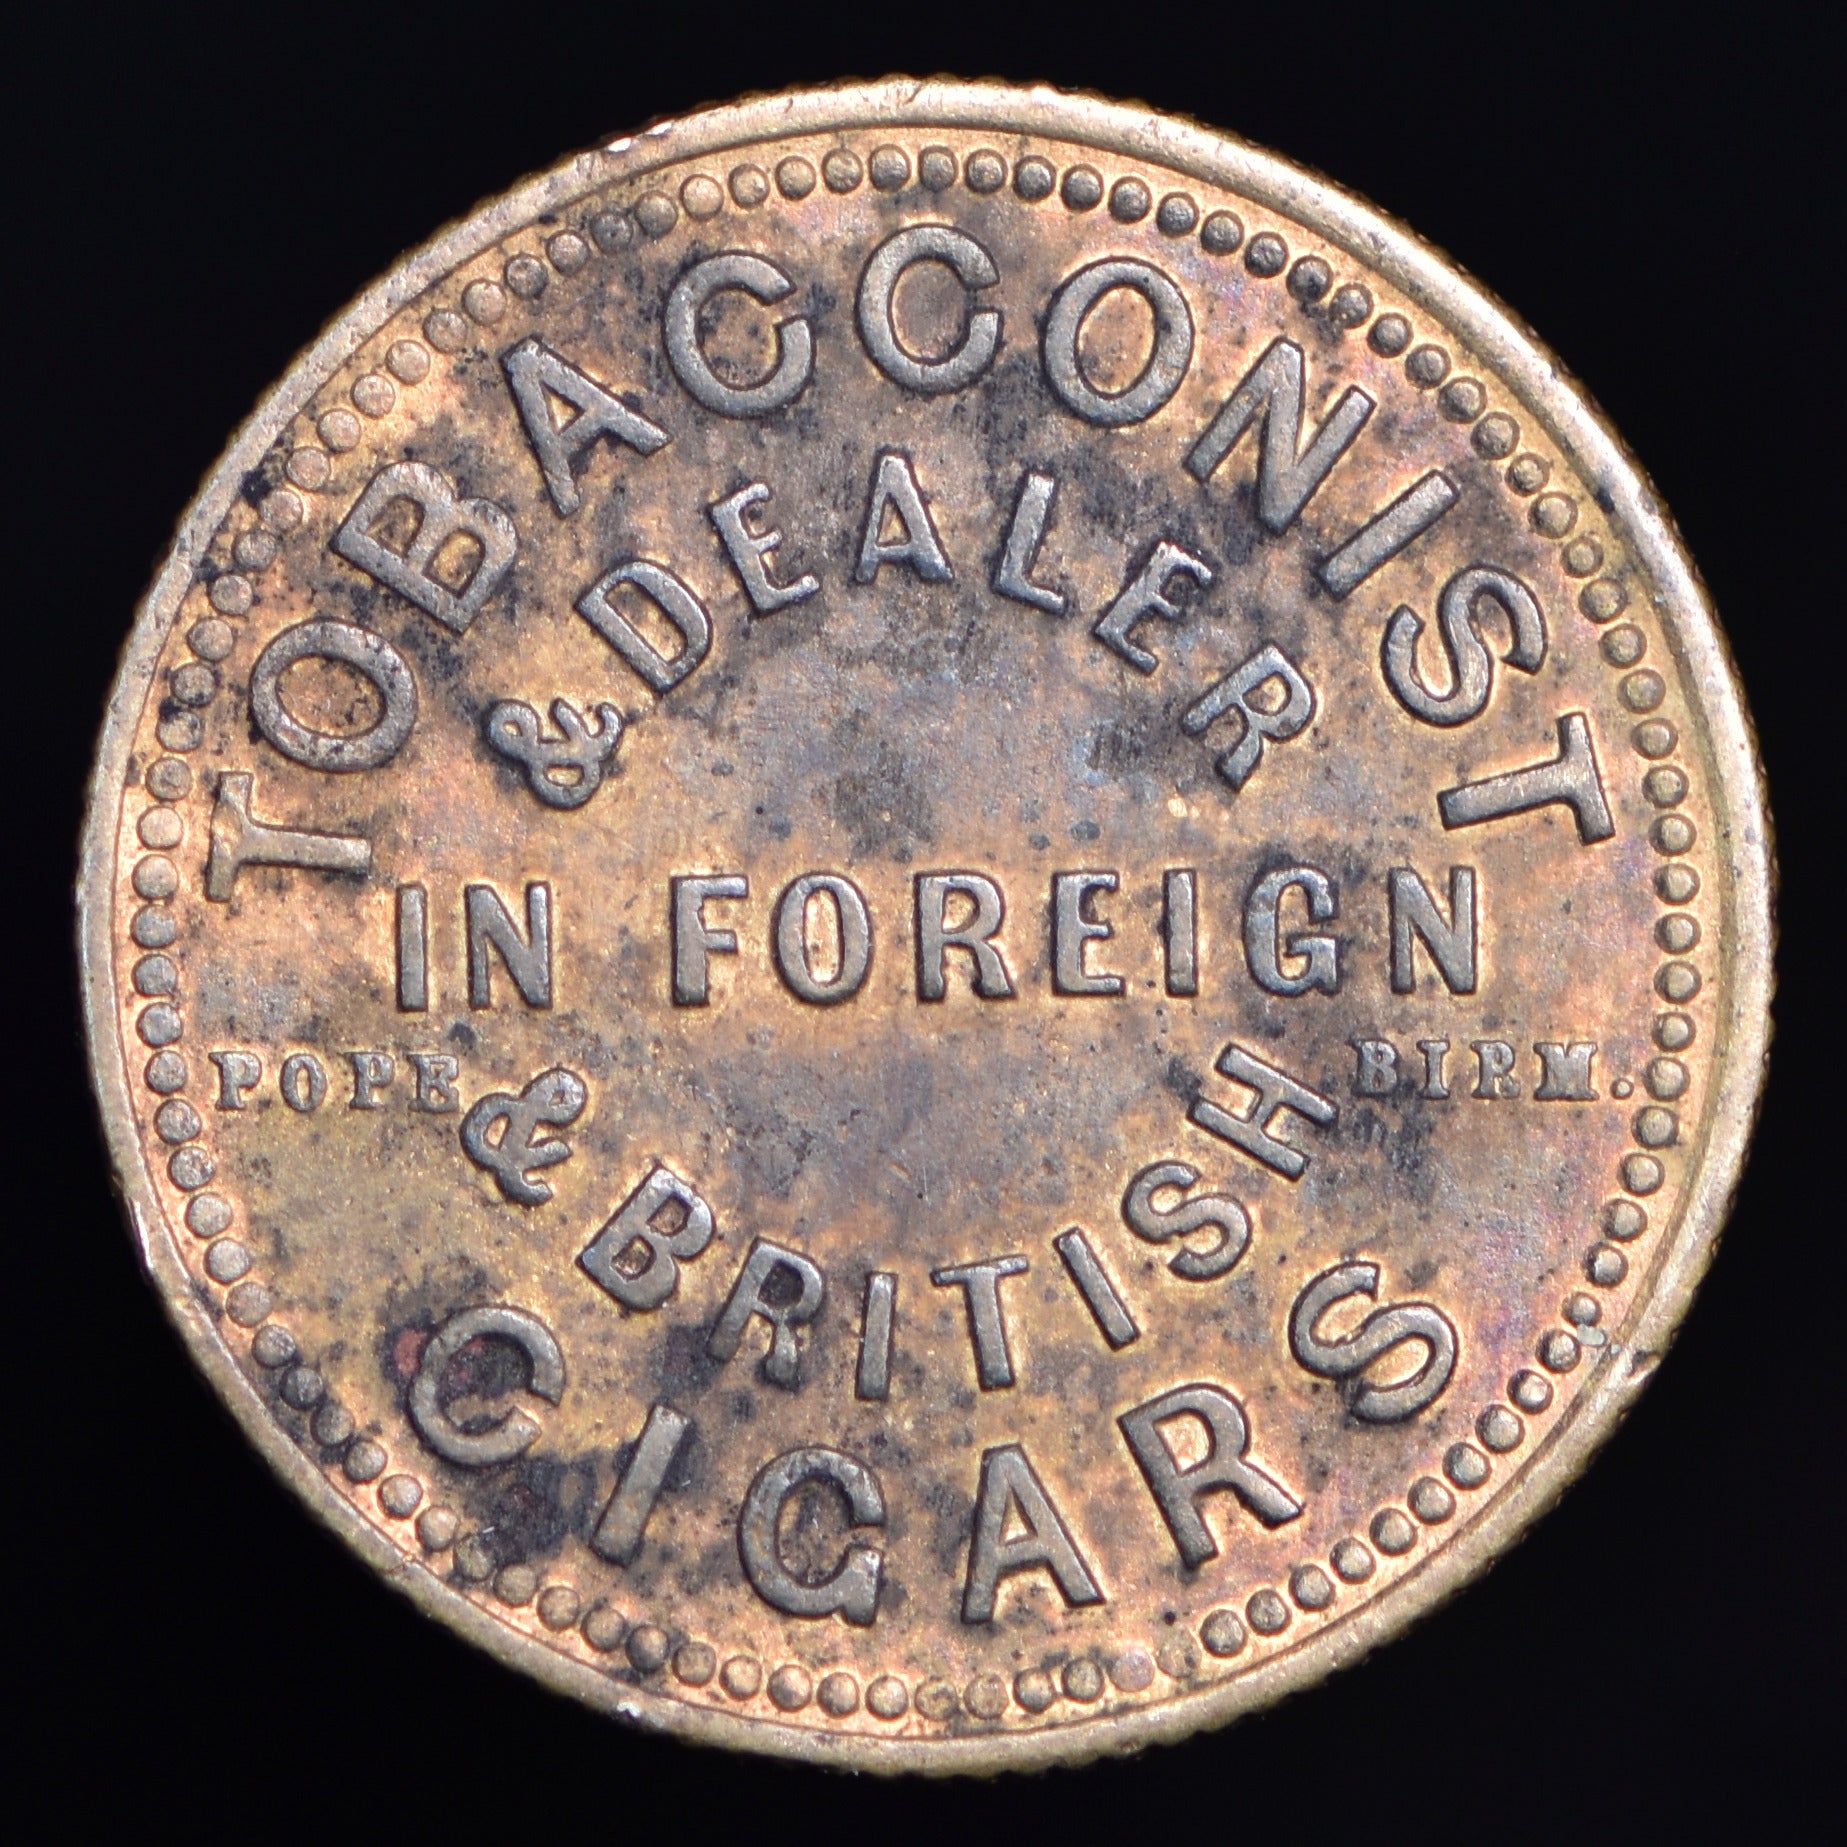 TOBACCONIST
& DEALER
IN FOREIGN
POPE BIRM.
& BRITISH
CIGARS